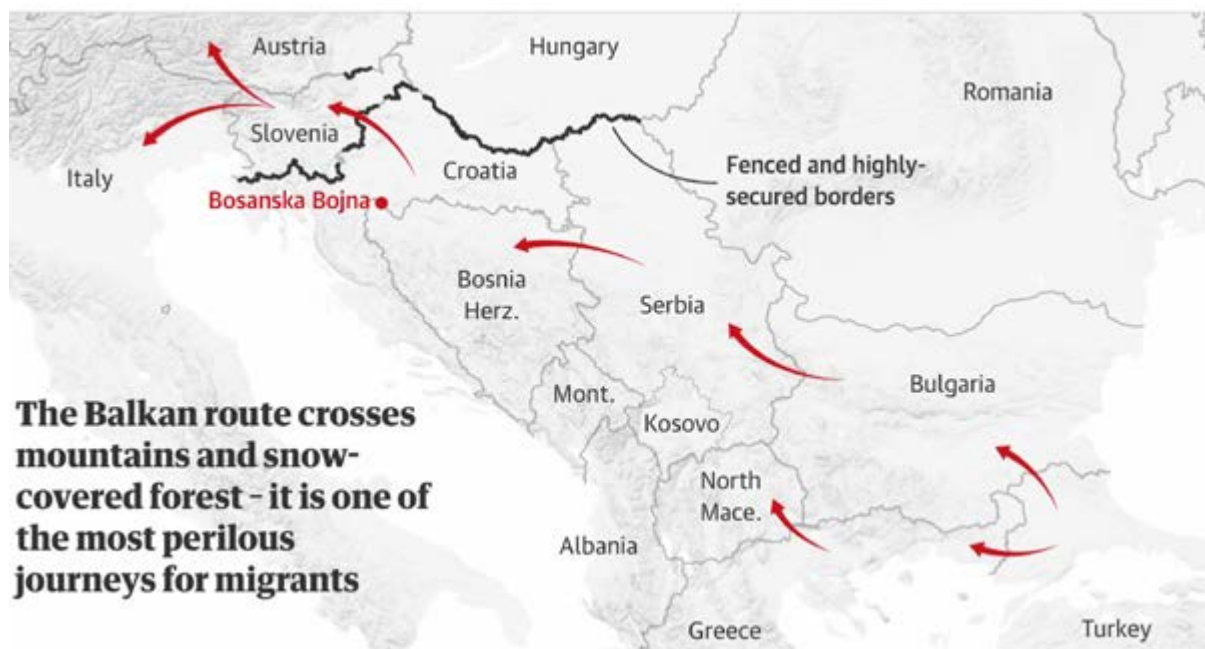 Austria
Hungary
Romania
Slovenia
Italy
Croatia
Fenced and highly-
secured borders
Bosanska Bojna
Bosnia
Herz.
Serbia
Bulgaria
Mont.
Kosovo
The Balkan route crosses
mountains and snow-
covered forest – it is one of
the most perilous
journeys for migrants
North
Mace.
Albania
Greece
Turkey